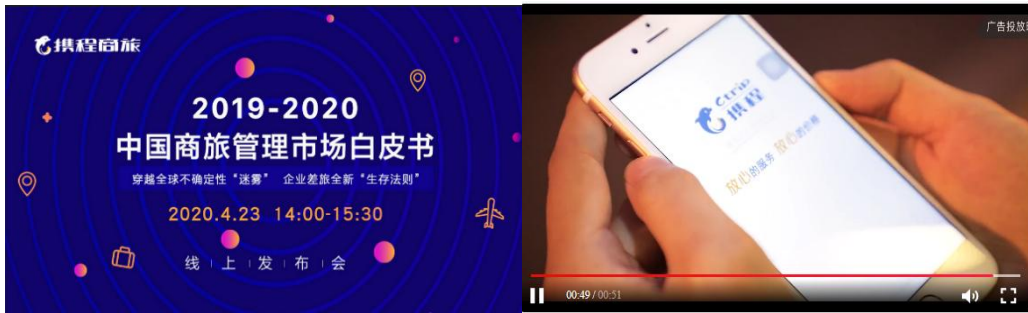 携程商旅
2019-2020
中国商旅管理市场白皮书
穿越全球不确定性“迷雾” 企业差旅全新“生存法则”
2020.4.23 14:00-15:30
线上发布会
广告投放
Ctrip
携程
放心的服务 放心的价格
00:49 / 00:51